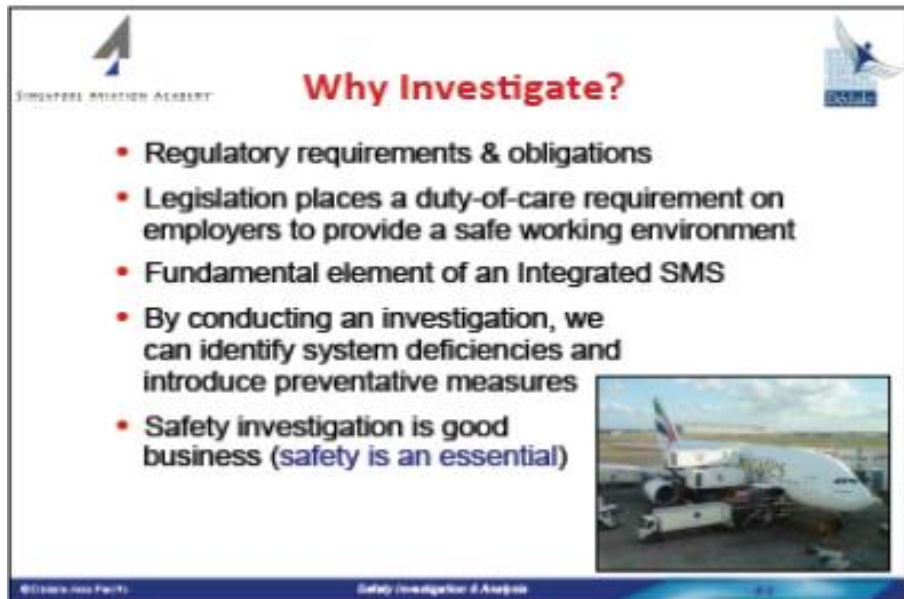 SINGAPORE AVIATION ACADEMY
Why Investigate?
• Regulatory requirements & obligations
• Legislation places a duty-of-care requirement on
employers to provide a safe working environment
• Fundamental element of an Integrated SMS
• By conducting an investigation, we
can identify system deficiencies and
introduce preventative measures
• Safety investigation is good
business (safety is an essential)
Safety Investigation & Analysis